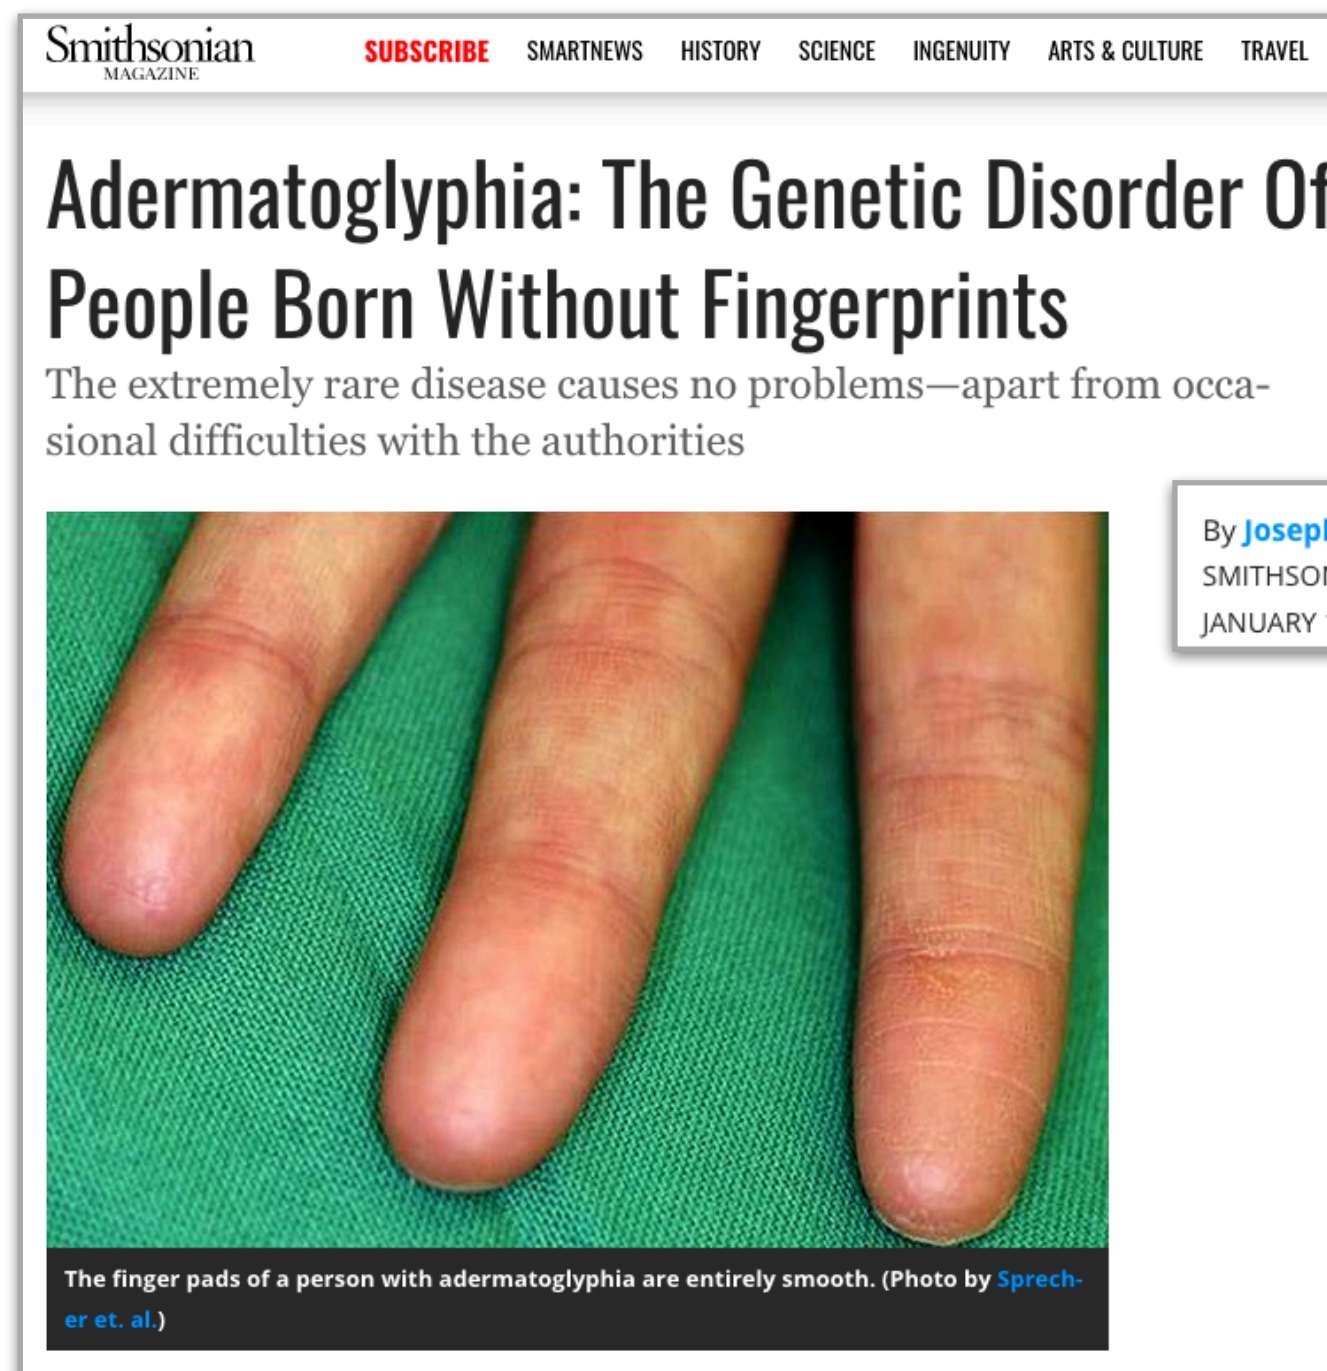 Smithsonian
MAGAZINE
SUBSCRIBE SMARTNEWS HISTORY SCIENCE INGENUITY ARTS & CULTURE TRAVEL
Adermatoglyphia: The Genetic Disorder Of
People Born Without Fingerprints
The extremely rare disease causes no problems—apart from occa-
sional difficulties with the authorities
By
JANUARY
The finger pads of a person with adermatoglyphia are entirely smooth. (Photo by Sprech-
er et. al.)